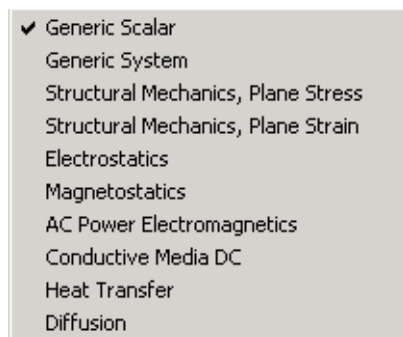 Generic Scalar
Generic System
Structural Mechanics, Plane Stress
Structural Mechanics, Plane Strain
Electrostatics
Magnetostatics
AC Power Electromagnetics
Conductive Media DC
Heat Transfer
Diffusion